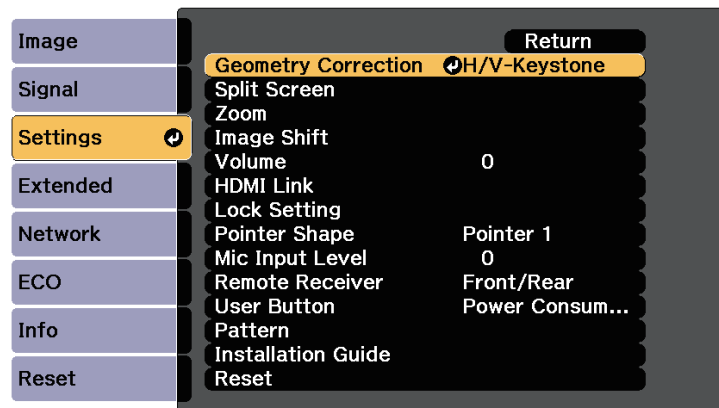 Image
Signal
Settings
Extended
Network
ECO
Info
Reset
Return
Geometry Correction H/V-Keystone
Split Screen
Zoom
Image Shift
Volume 0
HDMI Link
Lock Setting
Pointer Shape Pointer 1
Mic Input Level 0
Remote Receiver Front/Rear
User Button Power Consum...
Pattern
Installation Guide
Reset